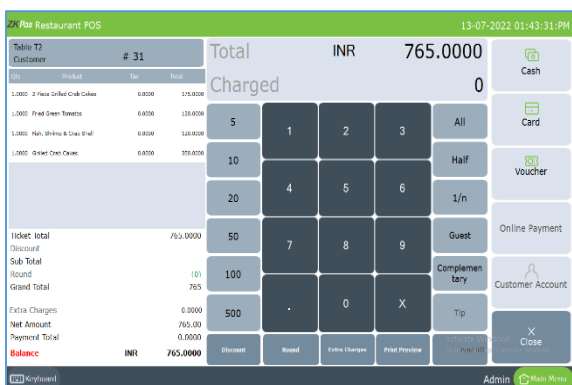 ZKPos Restaurant POS
13-07-2022 01:43:31:PM
Table T2
Customer
# 31
Qty Product Tax Total
1.0000 2 Piece Grilled Crab Cakes 0.0000 175.0000
1.0000 Fried Green Tomatos 0.0000 120.0000
1.0000 Fish, Shrimp & Crab Shell 0.0000 120.0000
1.0000 Grilled Crab Cakes 0.0000 350.0000
Ticket Total 765.0000
Discount
Sub Total
Round (0)
Grand Total 765
Extra Charges 0.0000
Net Amount 765.00
Payment Total 0.0000
Balance INR 765.0000
Total INR 765.0000
Charged 0
5 1 2 3 All
10 Half
20 4 5 6 1/n
50 7 8 9 Guest
100 Complemen
tary
500 . 0 X Tip
Discount Round Extra Charges Print Preview Print Bill
Cash
Card
Voucher
Online Payment
Customer Account
X
Close
Keyboard
Admin
Main Menu